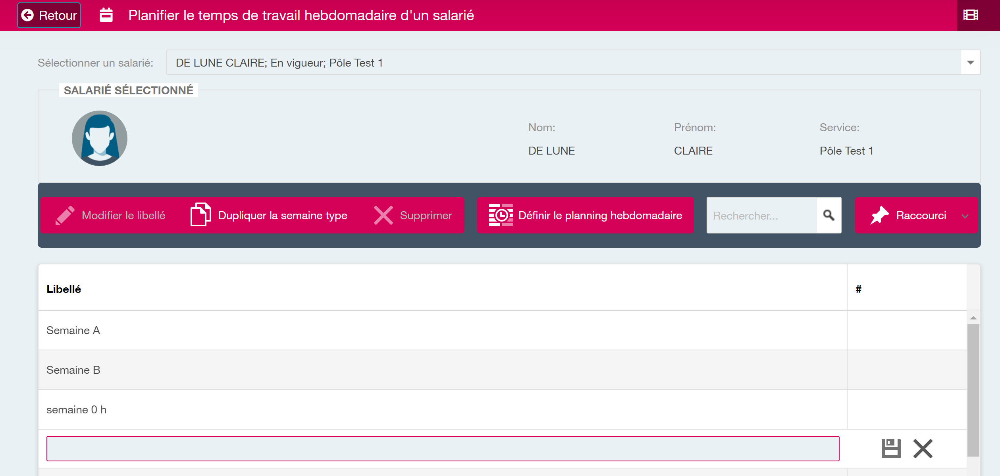 Retour
Planifier le temps de travail hebdomadaire d'un salarié
Sélectionner un salarié:
DE LUNE CLAIRE; En vigueur; Pôle Test 1
SALARIÉ SÉLECTIONNÉ
Nom: Prénom: Service:
DE LUNE CLAIRE Pôle Test 1
Modifier le libellé Dupliquer la semaine type Supprimer Définir le planning hebdomadaire Rechercher... Raccourci
Libellé #
Semaine A
Semaine B
semaine 0 h